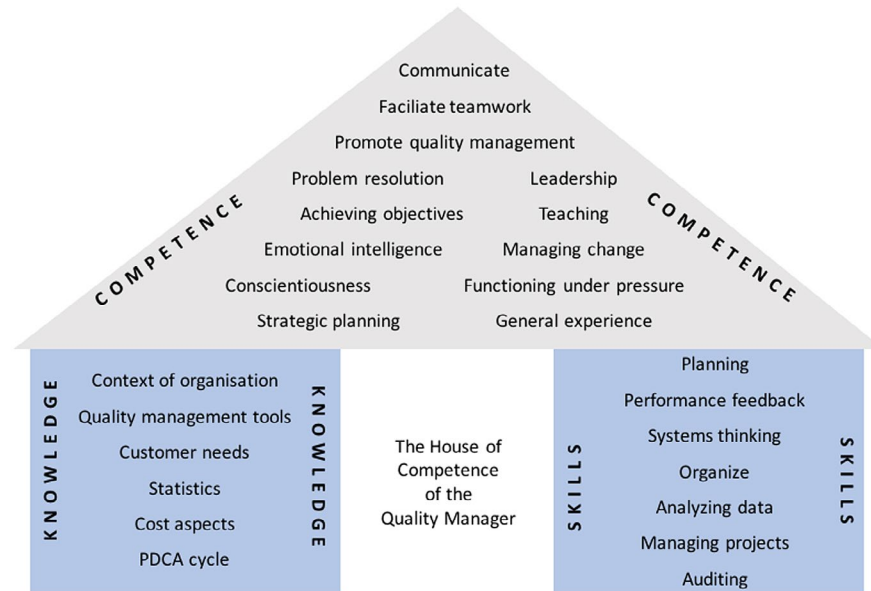 Communicate
Faciliate teamwork
Promote quality management
Problem resolution Leadership
Achieving objectives Teaching
Emotional intelligence Managing change
Conscientiousness Functioning under pressure
Strategic planning General experience
COMPETENCE
COMPETENCE
KNOWLEDGE
Context of organisation
Quality management tools
Customer needs
Statistics
Cost aspects
PDCA cycle
KNOWLEDGE
The House of
Competence
of the
Quality Manager
SKILLS
Planning
Performance feedback
Systems thinking
Organize
Analyzing data
Managing projects
Auditing
SKILLS